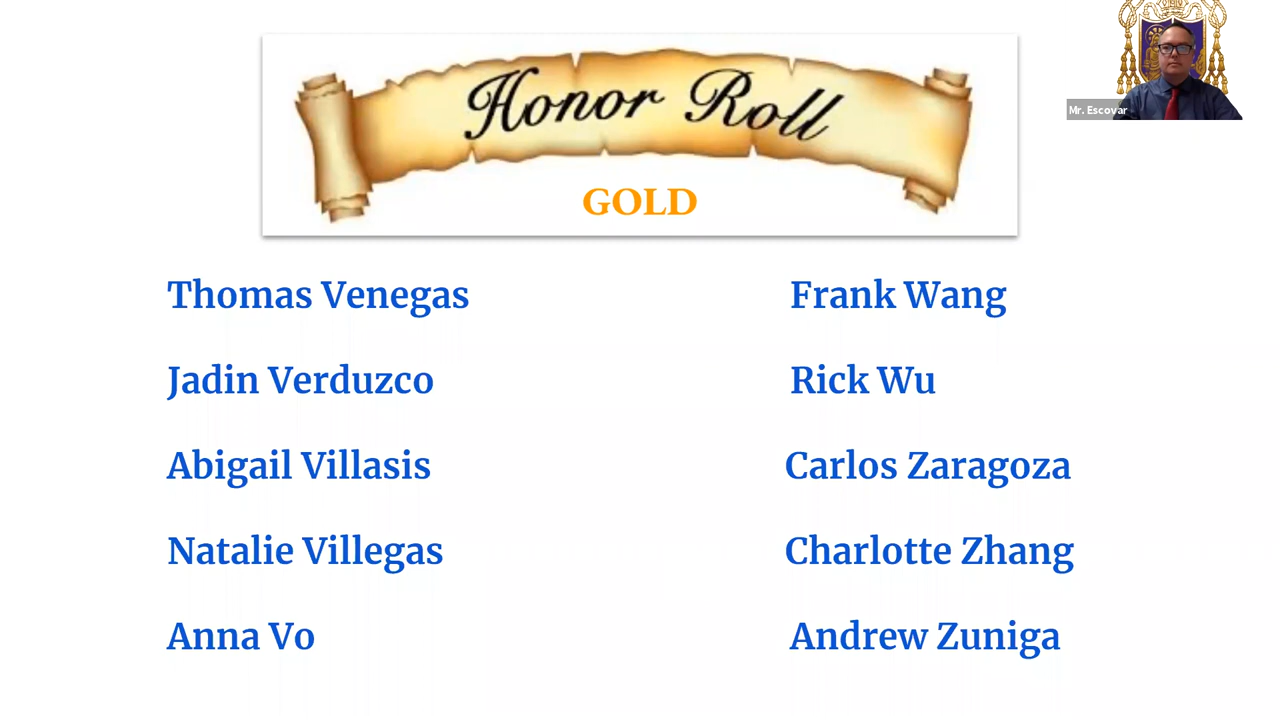 Honor Roll
GOLD
Mr. Escovar
Thomas Venegas
Jadin Verduzco
Abigail Villasis
Natalie Villegas
Anna Vo
Frank Wang
Rick Wu
Carlos Zaragoza
Charlotte Zhang
Andrew Zuniga